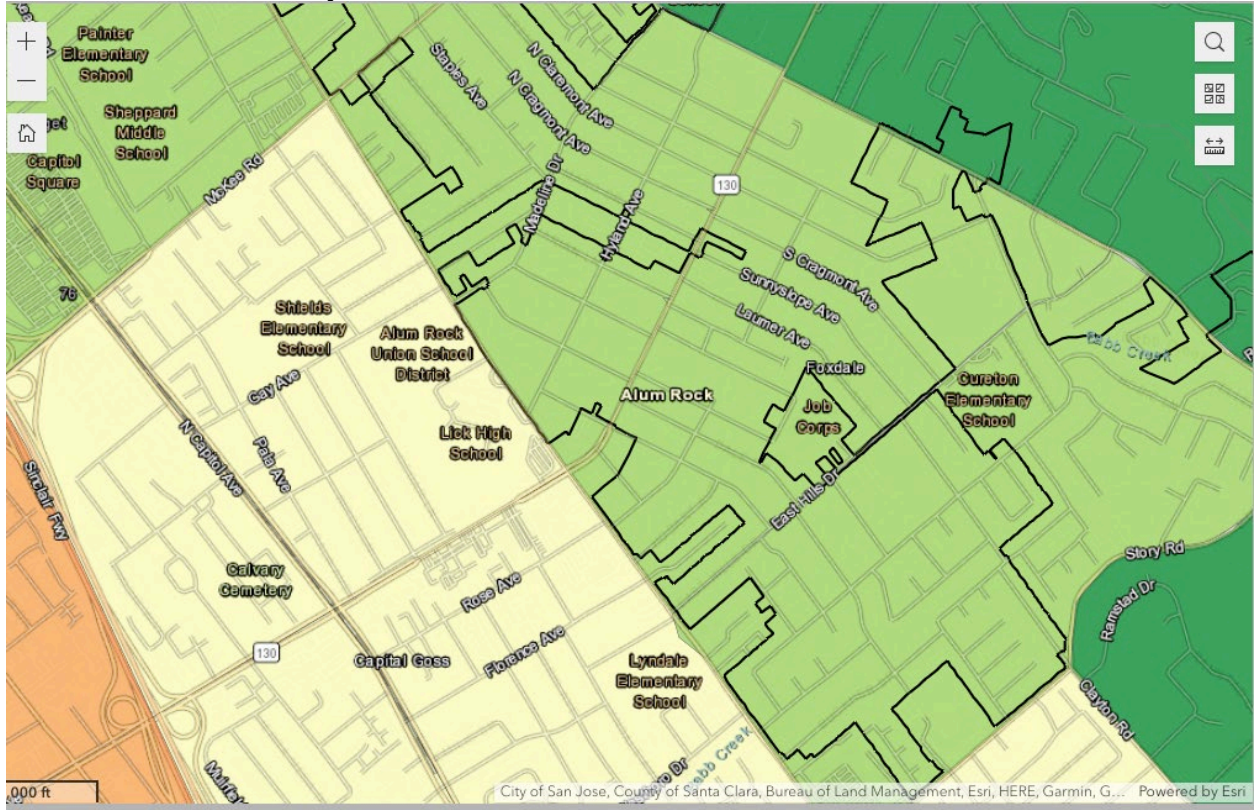 Painter
Elementary
School
Sheppard
Middle
School
Capitol
Square
McKee Rd
Staples Ave
N Claremont Ave
N Cragmont Ave
Madeline Dr
Hyland Ave
130
S Cragmont Ave
Sunnyslope Ave
Laumer Ave
76
Shields
Elementary
School
Alum Rock
Union School
District
Gay Ave
Foxdale
Alum Rock
Job
Corps
Cureton
Elementary
School
Babb Creek
Lick High
School
N Capitol Ave
Pala Ave
Sinclair Fwy
East Hills Dr
Story Rd
Calvary
Cemetery
Rose Ave
Ramstad Dr
130
Capital Goss
Florence Ave
Lyndale
Elementary
School
Clayton Rd
Babb Creek
,000 ft
City of San Jose, County of Santa Clara, Bureau of Land Management, Esri, HERE, Garmin, G...
Powered by Esri